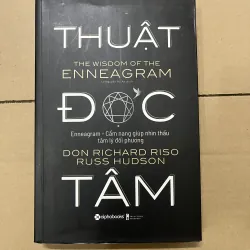 THUẬT
THE WISDOM OF THE
ENNEAGRAM
ĐỌC
Enneagram – Cẩm nang giúp nhìn thấu
tâm lý đối phương
DON RICHARD RISO
RUSS HUDSON
TÂM
alphabooks